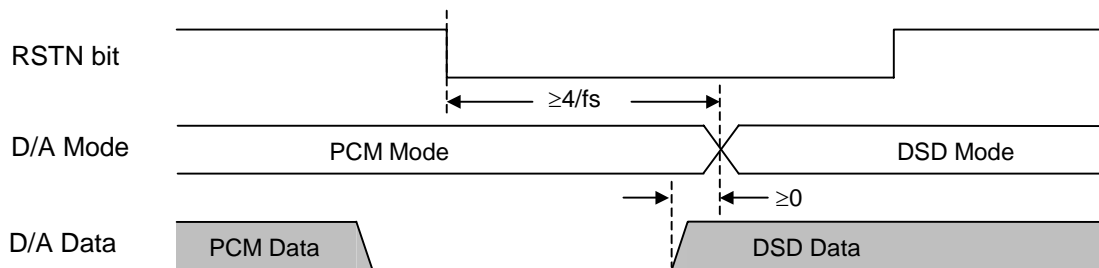 RSTN bit
≥4/fs
D/A Mode
PCM Mode
DSD Mode
≥0
D/A Data
PCM Data
DSD Data